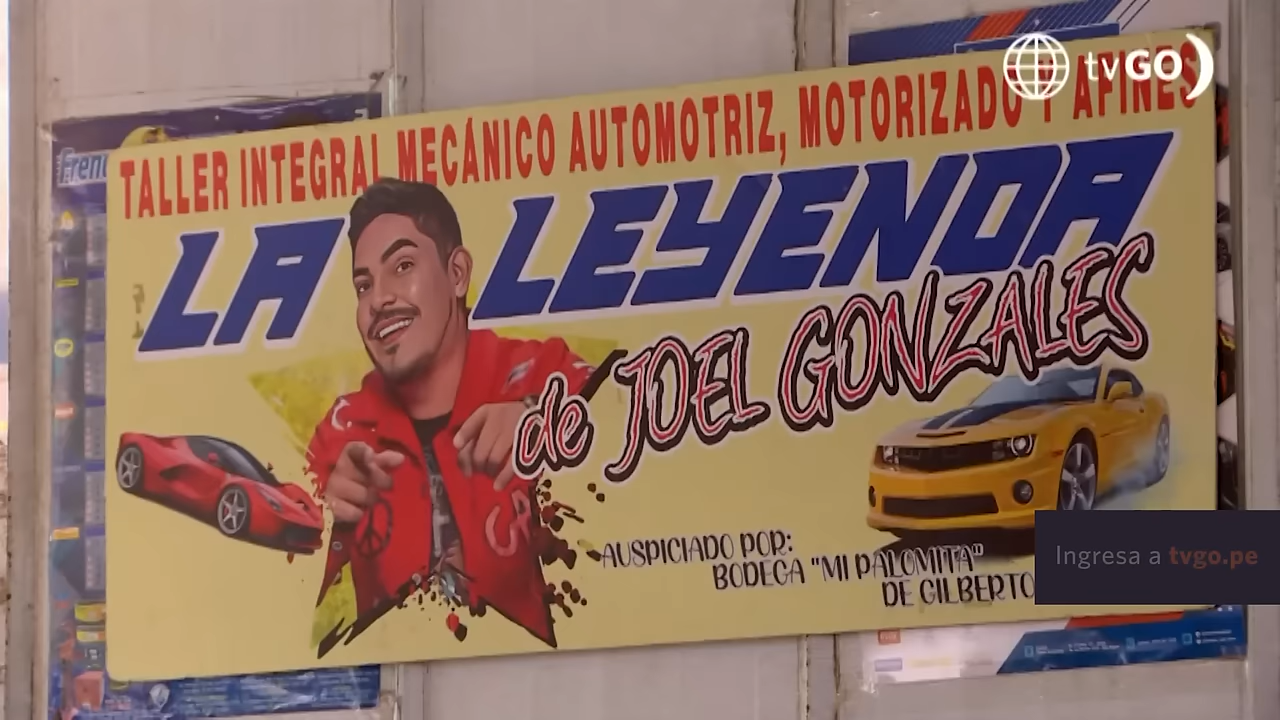 tvGO
TALLER INTEGRAL MECÁNICO AUTOMOTRIZ, MOTORIZADO Y AFINES
LA LEYENDA
de JOEL GONZALES
AUSPICIADO POR:
BODEGA "MI PALOMITA"
DE GILBERTO
Ingresa a tvgo.pe